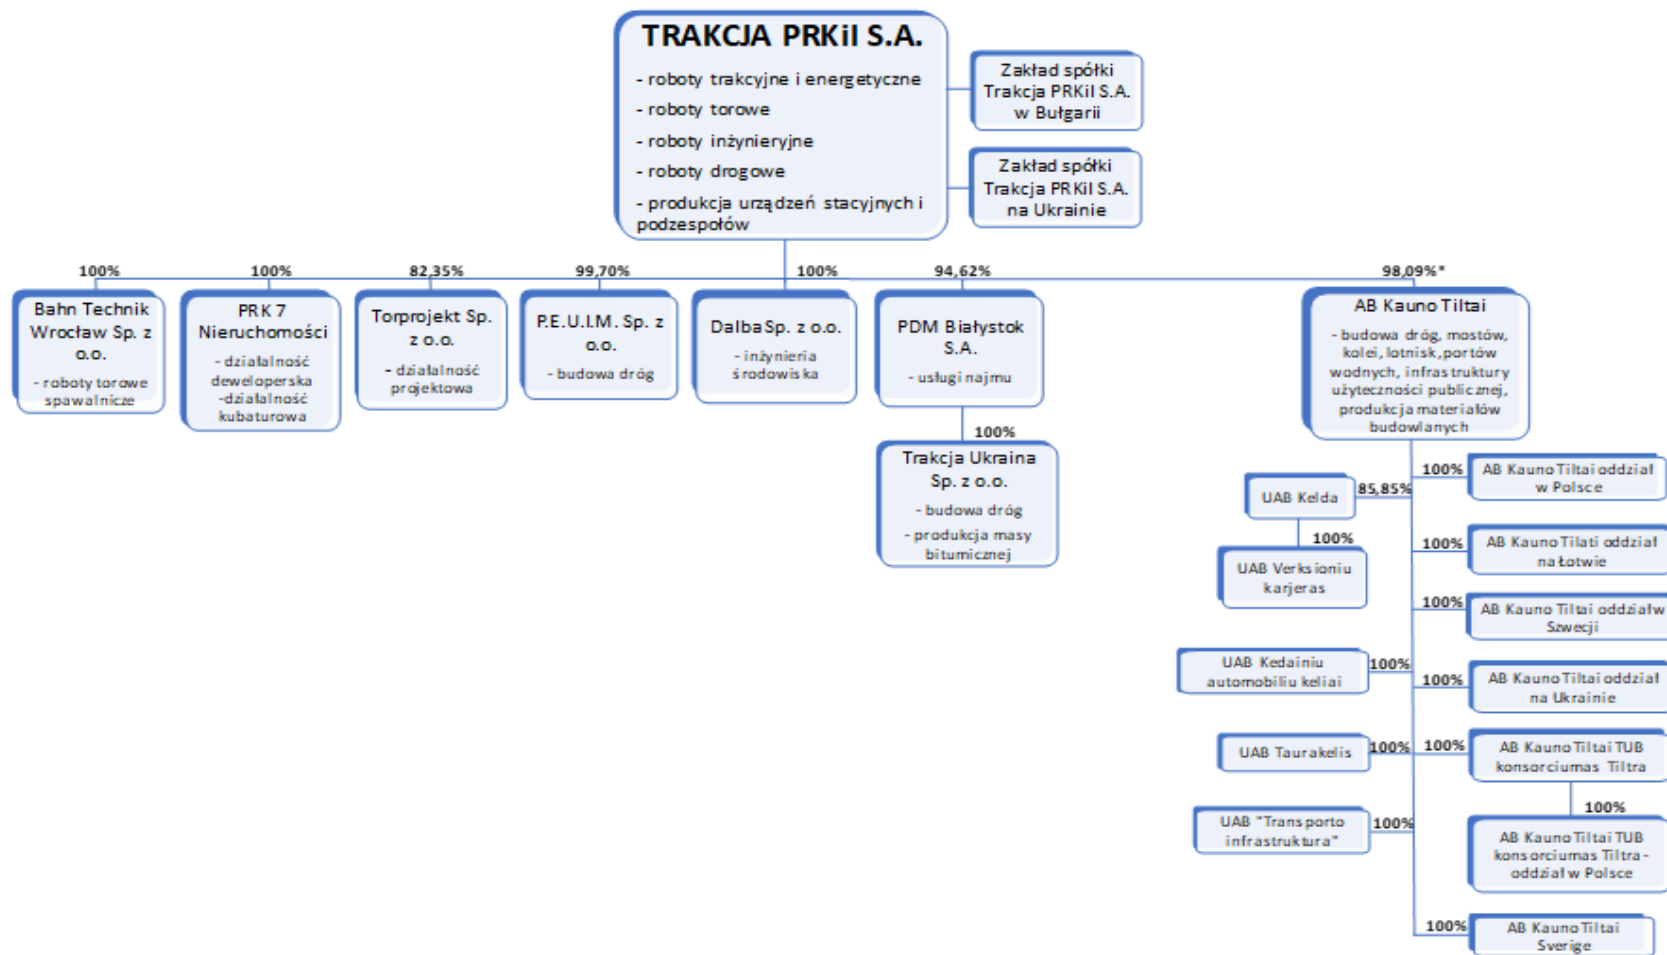 TRAKCJA PRKiI S.A.
- roboty trakcyjne i energetyczne
- roboty torowe
- roboty inżynieryjne
- roboty drogowe
- produkcja urządzeń stacyjnych i
podzespołów
Zakład spółki
Trakcja PRKiI S.A.
w Bułgarii
Zakład spółki
Trakcja PRKiI S.A.
na Ukrainie
100%
Bahn Technik
Wrocław Sp. z
o.o.
- roboty torowe
spawalnicze
100%
PRK 7
Nieruchomości
- działalność
deweloperska
-działalność
kubaturowa
82,35%
Torprojekt Sp.
z o.o.
- działalność
projektowa
99,70%
P.E.U.I.M. Sp. z
o.o.
- budowa dróg
100%
Dalba Sp. z o.o.
- inżynieria
środowiska
94,62%
PDM Białystok
S.A.
- usługi najmu
100%
Trakcja Ukraina
Sp. z o.o.
- budowa dróg
- produkcja masy
bitumicznej
98,09%*
AB Kauno Tiltai
- budowa dróg, mostów,
kolei, lotnisk, portów
wodnych, infrastruktury
użyteczności publicznej,
produkcja materiałów
budowlanych
85,85%
UAB Kelda
100%
UAB Verksioniu
karjeras
100%
UAB Kedainiu
automobiliu keliai
100%
UAB Taurakelis
100%
UAB "Transporto
infrastruktura"
100%
AB Kauno Tiltai oddział
w Polsce
100%
AB Kauno Tilati oddział
na Łotwie
100%
AB Kauno Tiltai oddział w
Szwecji
100%
AB Kauno Tiltai oddział
na Ukrainie
100%
AB Kauno Tiltai TUB
konsorciumas Tiltra
100%
AB Kauno Tiltai TUB
konsorciumas Tiltra -
oddział w Polsce
100%
AB Kauno Tiltai
Sverige